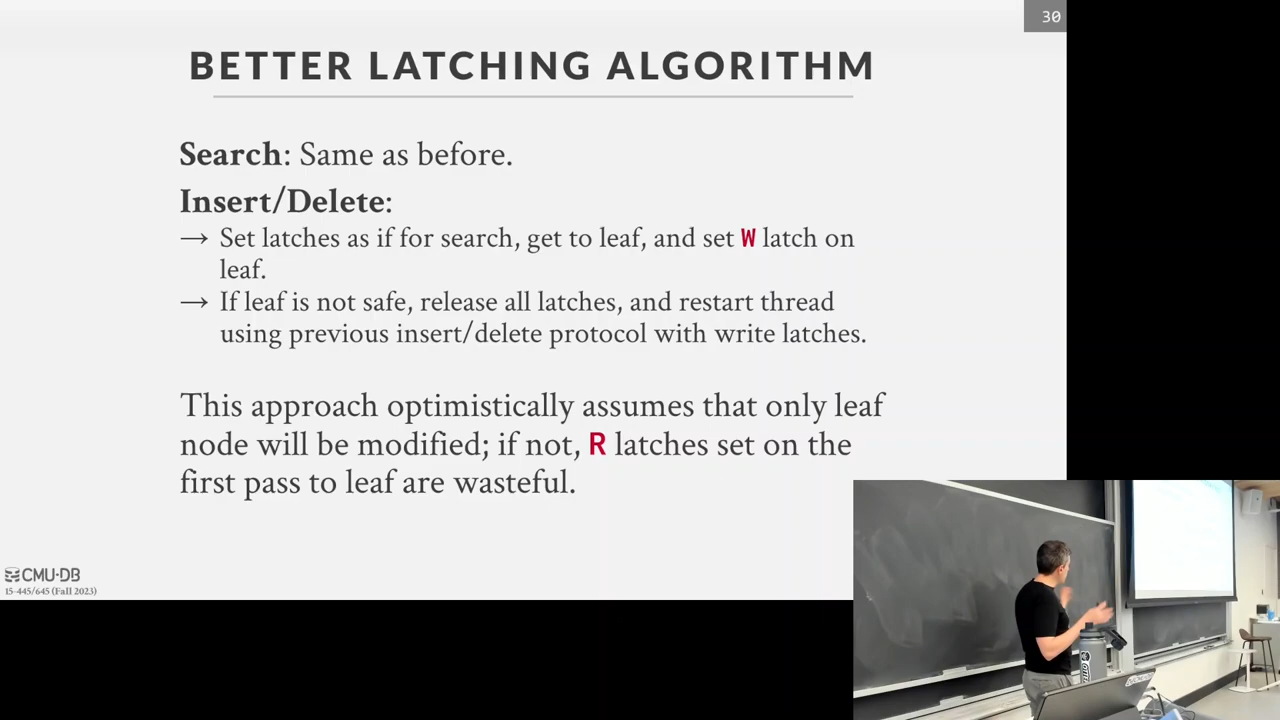 30
BETTER LATCHING ALGORITHM
Search: Same as before.
Insert/Delete:
→ Set latches as if for search, get to leaf, and set W latch on
leaf.
→ If leaf is not safe, release all latches, and restart thread
using previous insert/delete protocol with write latches.
This approach optimistically assumes that only leaf
node will be modified; if not, R latches set on the
first pass to leaf are wasteful.
CMU·DB
15-445/645 (Fall 2023)